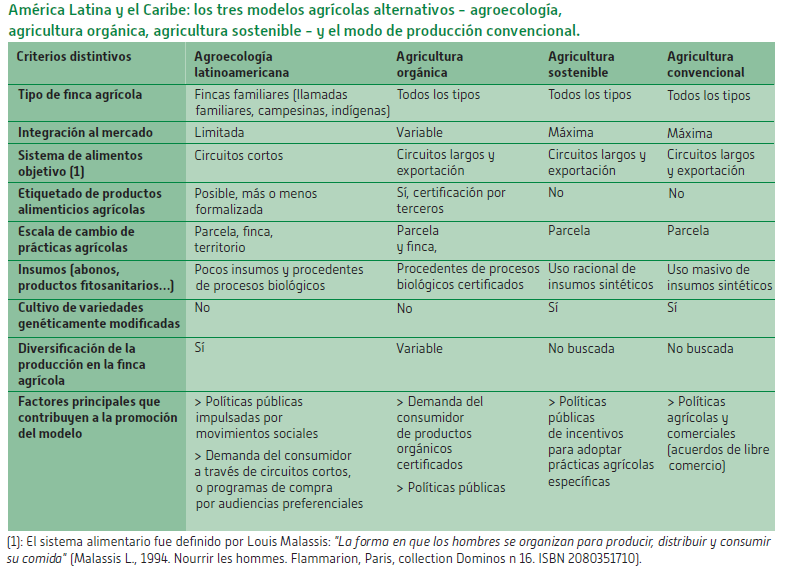 América Latina y el Caribe: los tres modelos agrícolas alternativos – agroecología,
agricultura orgánica, agricultura sostenible – y el modo de producción convencional.
Criterios distintivos
Agroecología
latinoamericana
Agricultura
orgánica
Agricultura
sostenible
Agricultura
convencional
Tipo de finca agrícola
Fincas familiares (llamadas
familiares, campesinas, indígenas)
Todos los tipos
Todos los tipos
Todos los tipos
Integración al mercado
Limitada
Variable
Máxima
Máxima
Sistema de alimentos
objetivo (1)
Circuitos cortos
Circuitos largos y
exportación
Circuitos largos y
exportación
Circuitos largos
y exportación
Etiquetado de productos
alimenticios agrícolas
Posible, más o menos
formalizada
Sí, certificación por
terceros
No
No
Escala de cambio de
prácticas agrícolas
Parcela, finca,
territorio
Parcela
y finca,
Parcela
Parcela
Insumos (abonos,
productos fitosanitarios...)
Pocos insumos y procedentes
de procesos biológicos
Procedentes de procesos
biológicos certificados
Uso racional de
insumos sintéticos
Uso masivo de
insumos sintéticos
Cultivo de variedades
genéticamente modificadas
No
No
Sí
Sí
Diversificación de la
producción en la finca
agrícola
Sí
Variable
No buscada
No buscada
Factores principales que
contribuyen a la promoción
del modelo
> Políticas públicas
impulsadas por
movimientos sociales
> Demanda del consumidor
a través de circuitos cortos,
o programas de compra
por audiencias preferenciales
> Demanda del
consumidor
de productos
orgánicos
certificados
> Políticas públicas
> Políticas
públicas
de incentivos
para adoptar
prácticas agrícolas
específicas
> Políticas
agrícolas y
comerciales
(acuerdos de libre
comercio)
(1): El sistema alimentario fue definido por Louis Malassis: "La forma en que los hombres se organizan para producir, distribuir y consumir
su comida" (Malassis L., 1994. Nourrir les hommes. Flammarion, Paris, collection Dominos n 16. ISBN 2080351710).